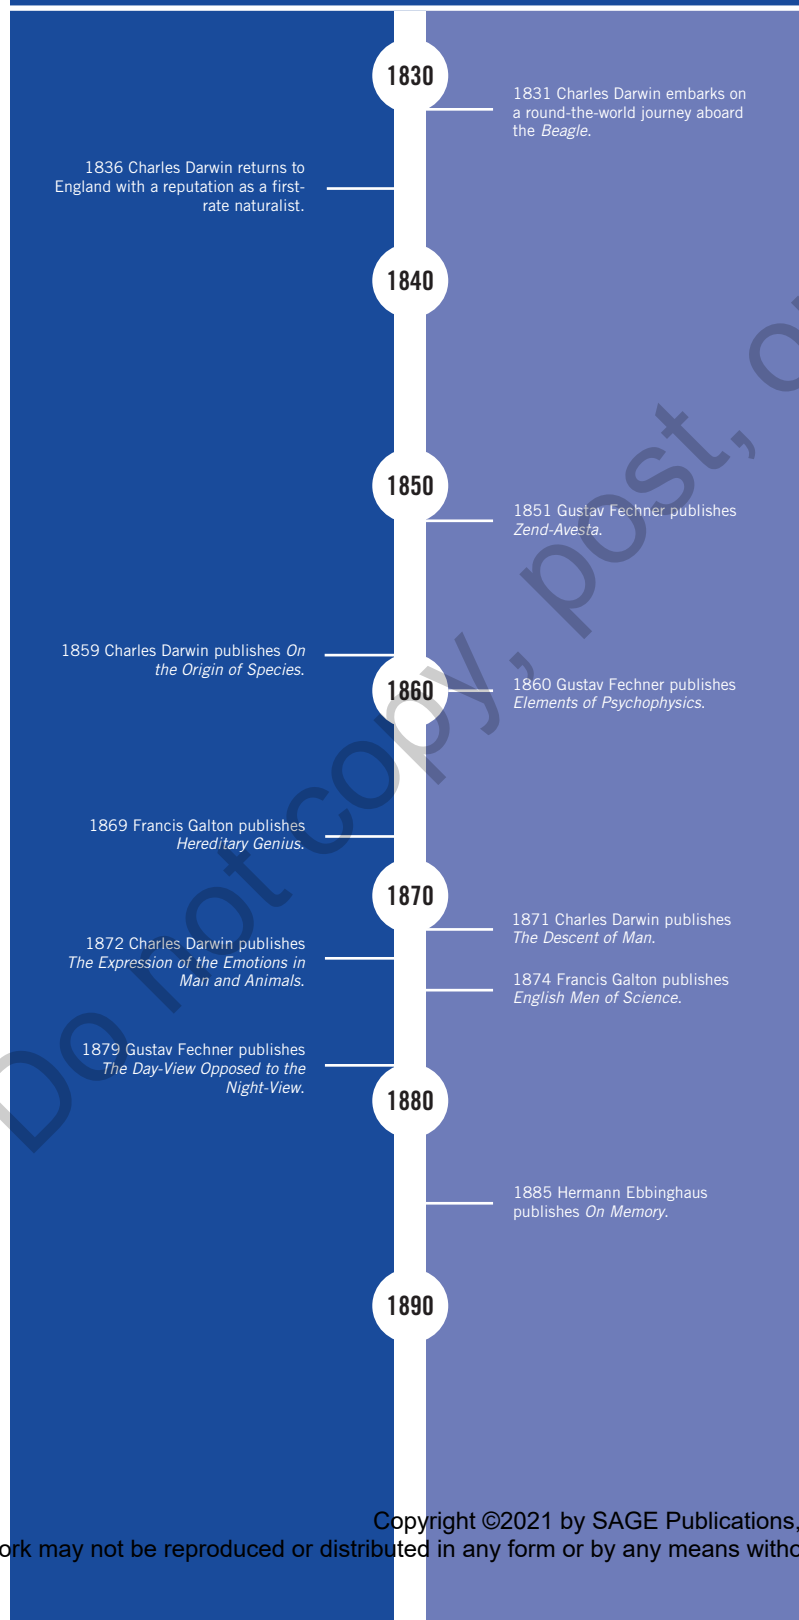 1830
1831 Charles Darwin embarks on
a round-the-world journey aboard
the Beagle.
1836 Charles Darwin returns to
England with a reputation as a first-
rate naturalist.
1840
1850
1851 Gustav Fechner publishes
Zend-Avesta.
1859 Charles Darwin publishes On
the Origin of Species.
1860
1860 Gustav Fechner publishes
Elements of Psychophysics.
1869 Francis Galton publishes
Hereditary Genius.
1870
1871 Charles Darwin publishes
The Descent of Man.
1872 Charles Darwin publishes
The Expression of the Emotions in
Man and Animals.
1874 Francis Galton publishes
English Men of Science.
1879 Gustav Fechner publishes
The Day-View Opposed to the
Night-View.
1880
1885 Hermann Ebbinghaus
publishes On Memory.
1890
Do not copy, post, o
Copyright ©2021 by SAGE Publications,
ork may not be reproduced or distributed in any form or by any means witho